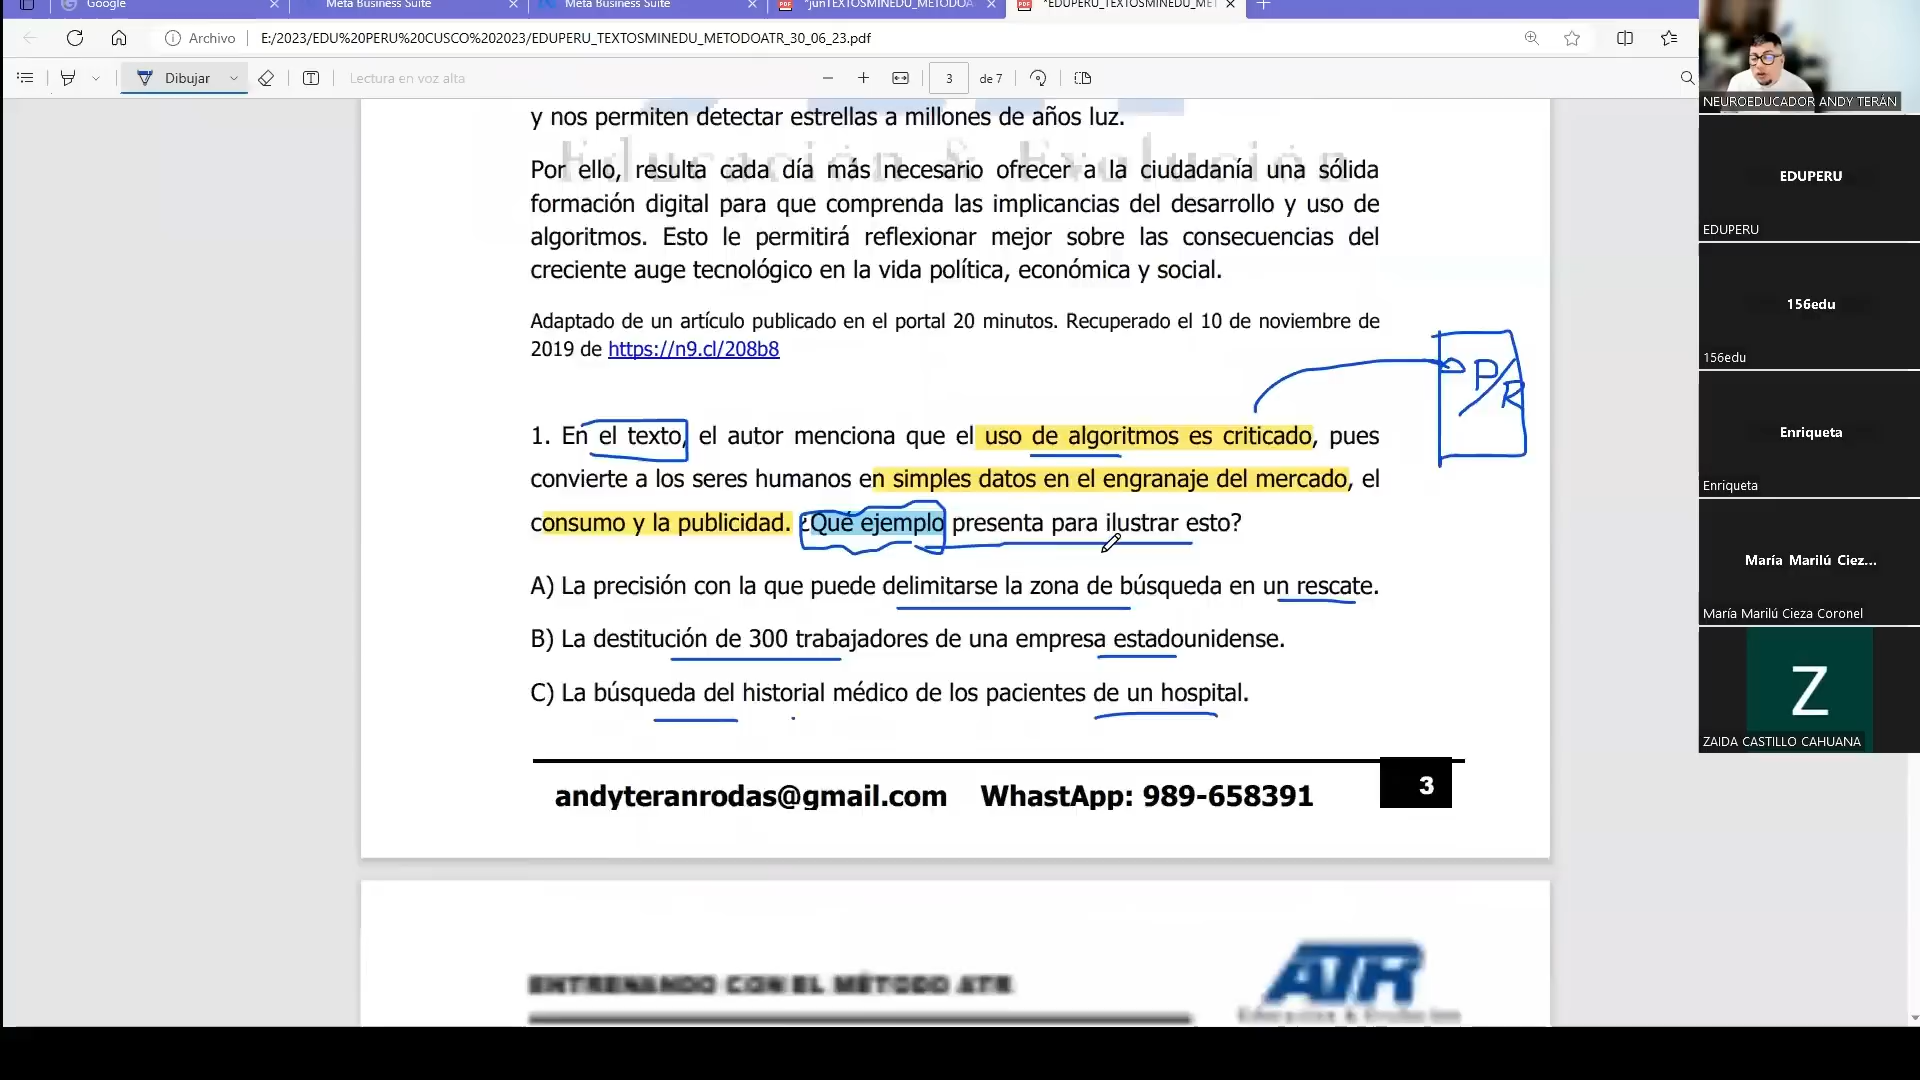 Google
Meta Business Suite
Meta Business Suite
*junTEXTOSMINEDU_METODOA
*EDUPERU_TEXTOSMINEDU_MET
Archivo
E:/2023/EDU%20PERU%20CUSCO%202023/EDUPERU_TEXTOSMINEDU_METODOATR_30_06_23.pdf
Dibujar
Lectura en voz alta
3
de 7
y nos permiten detectar estrellas a millones de años luz.
Educación & Evolución
Por ello, resulta cada día más necesario ofrecer a la ciudadanía una sólida
formación digital para que comprenda las implicancias del desarrollo y uso de
algoritmos. Esto le permitirá reflexionar mejor sobre las consecuencias del
creciente auge tecnológico en la vida política, económica y social.
Adaptado de un artículo publicado en el portal 20 minutos. Recuperado el 10 de noviembre de
2019 de https://n9.cl/208b8
P/R
1. En el texto, el autor menciona que el uso de algoritmos es criticado, pues
convierte a los seres humanos en simples datos en el engranaje del mercado, el
consumo y la publicidad. ¿Qué ejemplo presenta para ilustrar esto?
A) La precisión con la que puede delimitarse la zona de búsqueda en un rescate.
B) La destitución de 300 trabajadores de una empresa estadounidense.
C) La búsqueda del historial médico de los pacientes de un hospital.
andyteranrodas@gmail.com WhastApp: 989-658391
3
ENTRENANDO CON EL MÉTODO ATR
ATR
Educación & Evolución
NEUROEDUCADOR ANDY TERÁN
EDUPERU
EDUPERU
156edu
156edu
Enriqueta
Enriqueta
María Marilú Ciez...
María Marilú Cieza Coronel
Z
ZAIDA CASTILLO CAHUANA